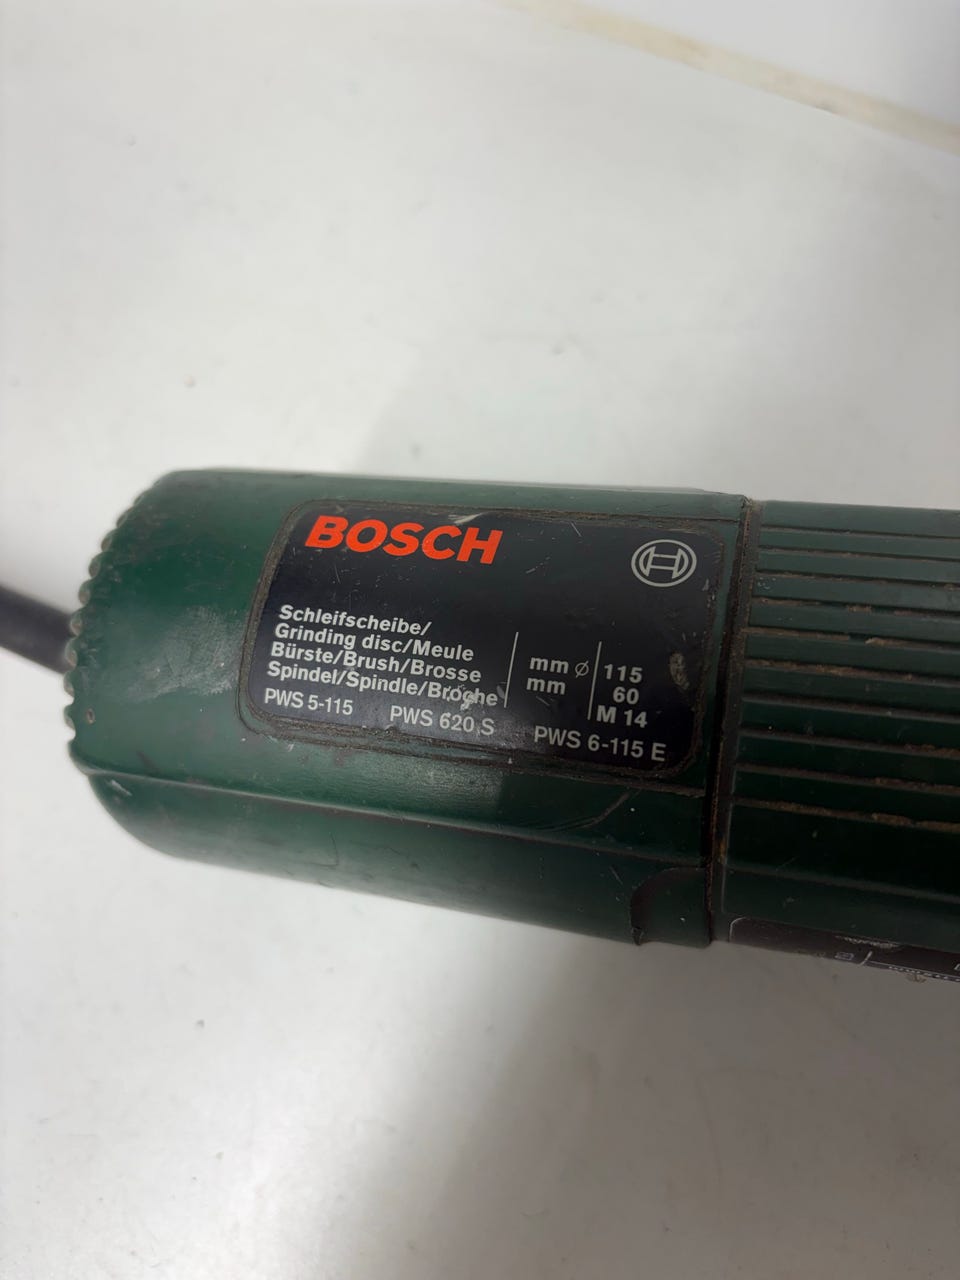 BOSCH
Schleifscheibe/
Grinding disc/Meule
Bürste/Brush/Brosse
Spindel/Spindle/Broche
mm ⌀
mm
115
60
M 14
PWS 5-115 PWS 620 S PWS 6-115 E